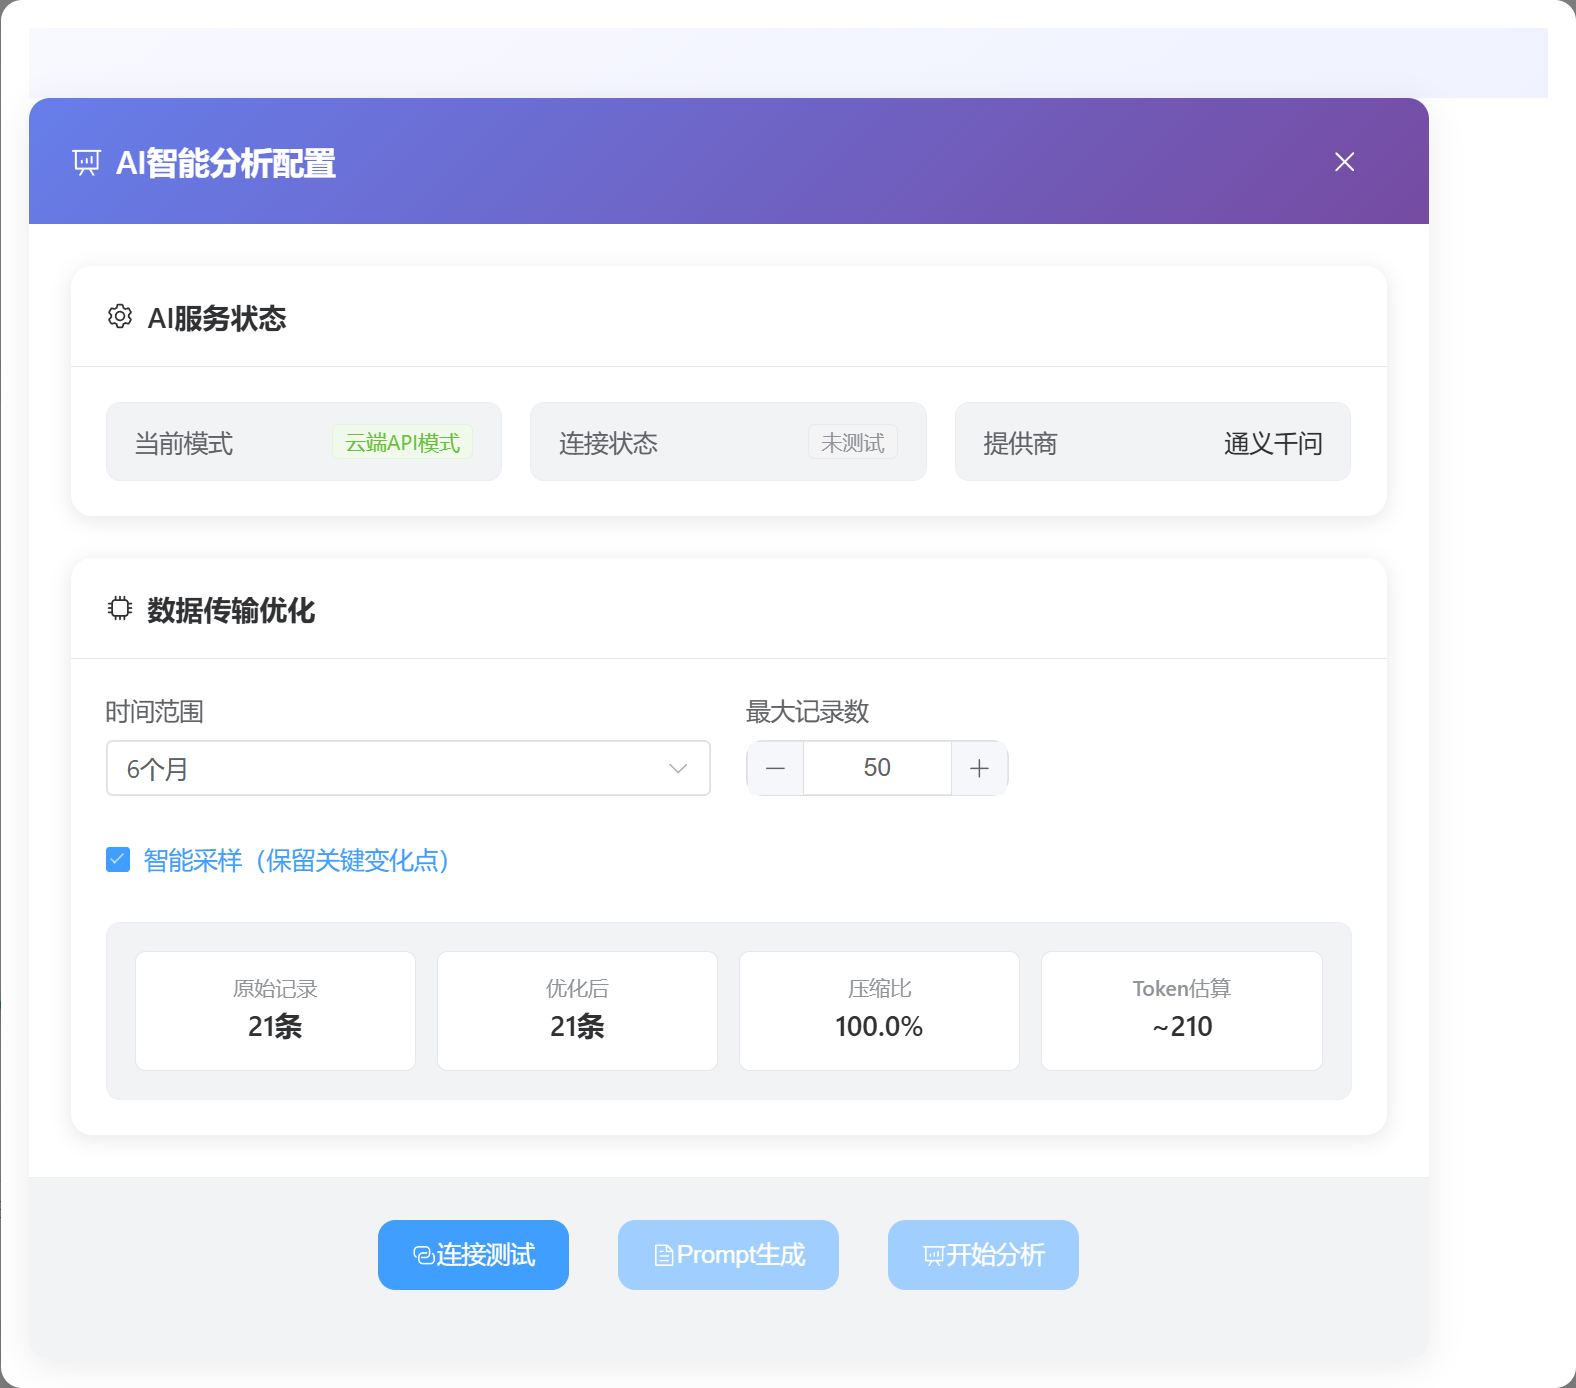 AI智能分析配置
AI服务状态
当前模式 云端API模式 连接状态 未测试 提供商 通义千问
数据传输优化
时间范围 最大记录数
6个月 50
智能采样（保留关键变化点）
原始记录 优化后 压缩比 Token估算
21条 21条 100.0% ~210
连接测试 Prompt生成 开始分析